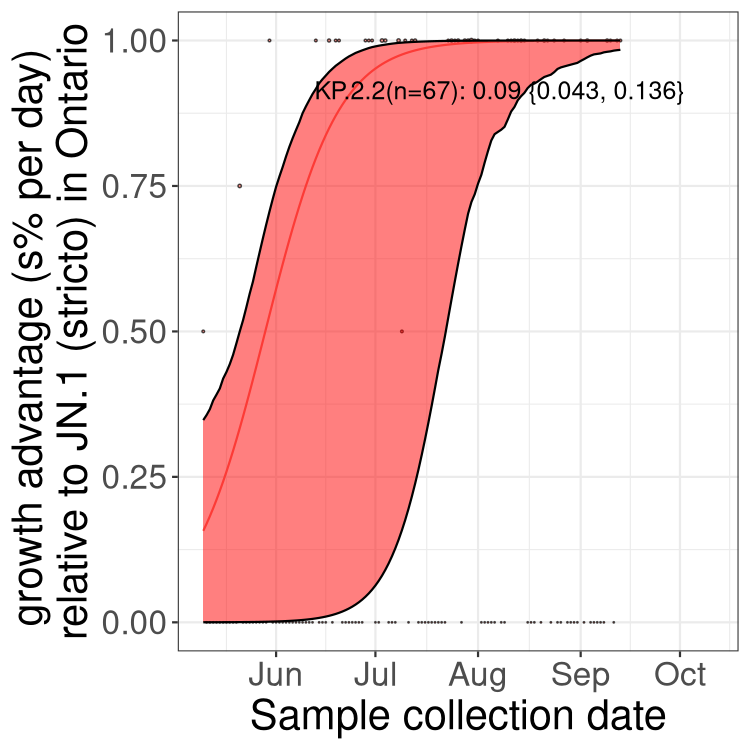 growth advantage (s% per day)
relative to JN.1 (stricto) in Ontario
1.00
0.75
0.50
0.25
0.00
KP.2.2(n=67): 0.09 {0.043, 0.136}
Jun Jul Aug Sep Oct
Sample collection date